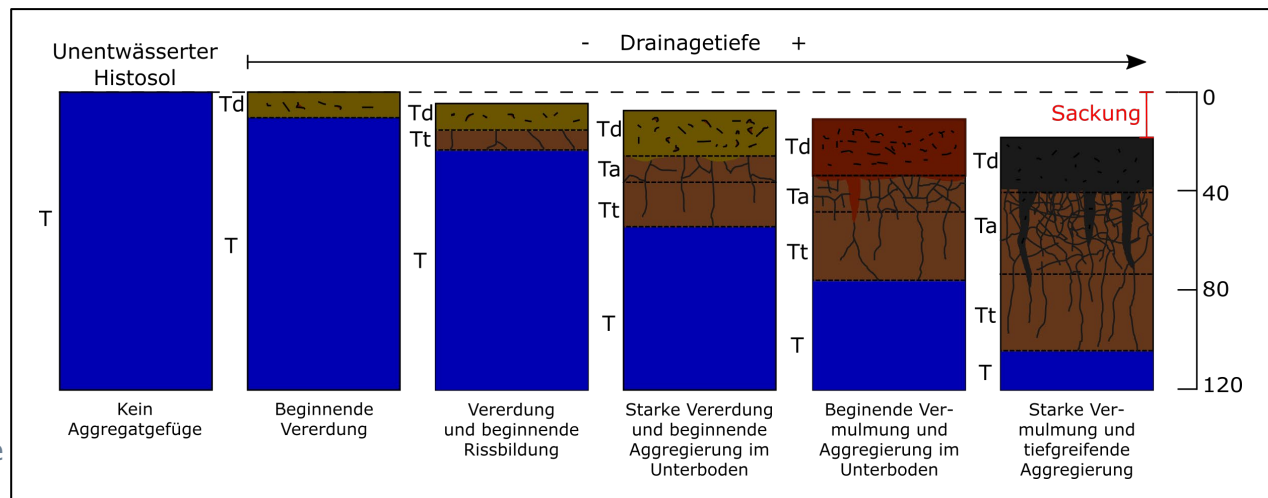 Unentwässerter
Histosol
- Drainagetiefe +
T
Td
T
Td
Tt
T
Td
Ta
Tt
T
Td
Ta
Tt
T
Td
Ta
Tt
T
Sackung
0
40
80
120
Kein
Aggregatgefüge
Beginnende
Vererdung
Vererdung
und beginnende
Rissbildung
Starke Vererdung
und beginnende
Aggregierung im
Unterboden
Beginende Ver-
mulmung und
Aggregierung im
Unterboden
Starke Ver-
mulmung und
tiefgreifende
Aggregierung
e